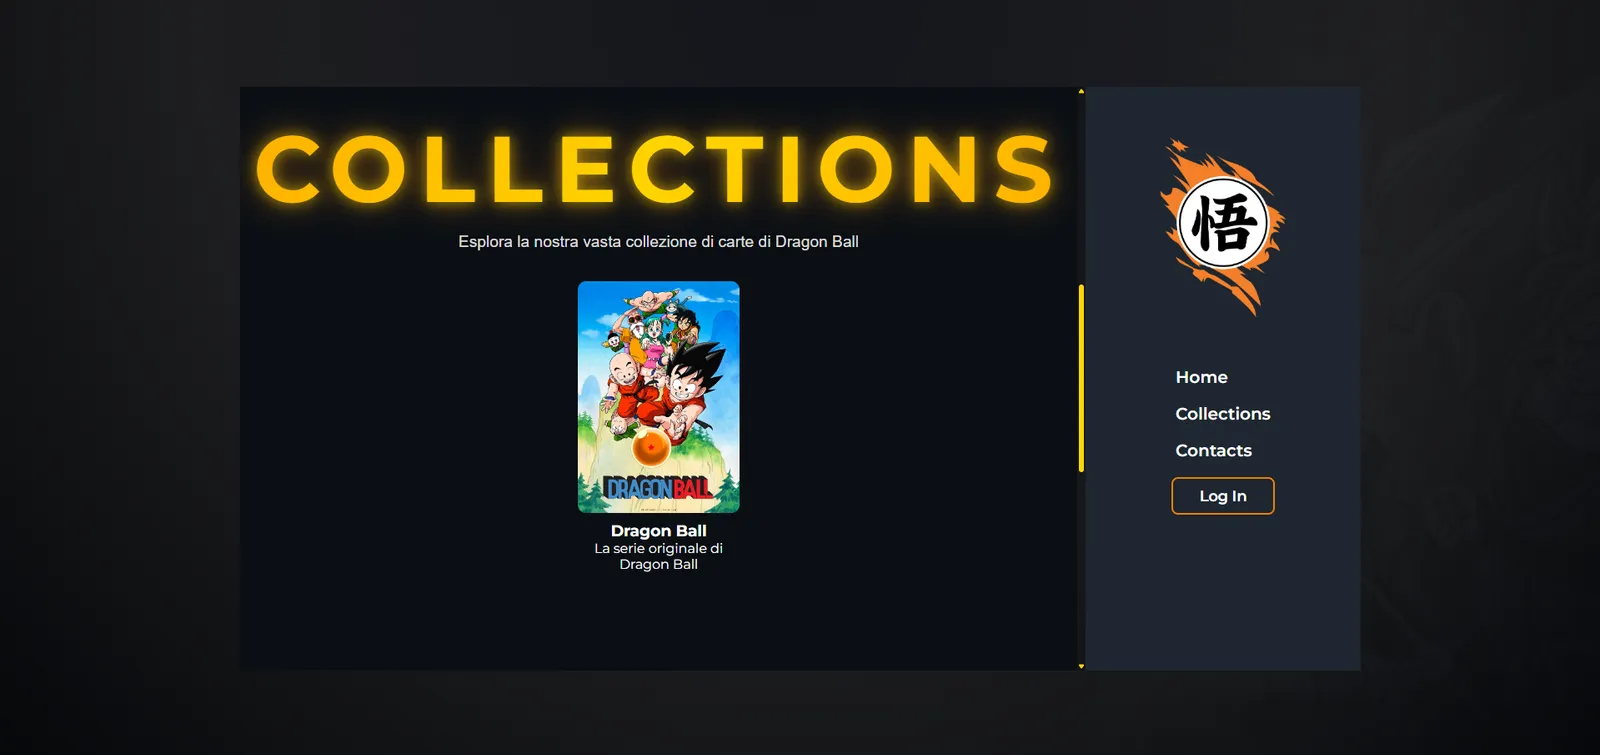 COLLECTIONS
Esplora la nostra vasta collezione di carte di Dragon Ball
DRAGON BALL
Dragon Ball
La serie originale di
Dragon Ball
悟
Home
Collections
Contacts
Log In